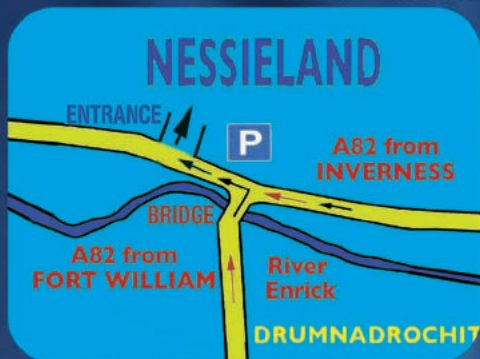 NESSIELAND
ENTRANCE
P
A82 from
INVERNESS
BRIDGE
A82 from
FORT WILLIAM
River
Enrick
DRUMNADROCHIT